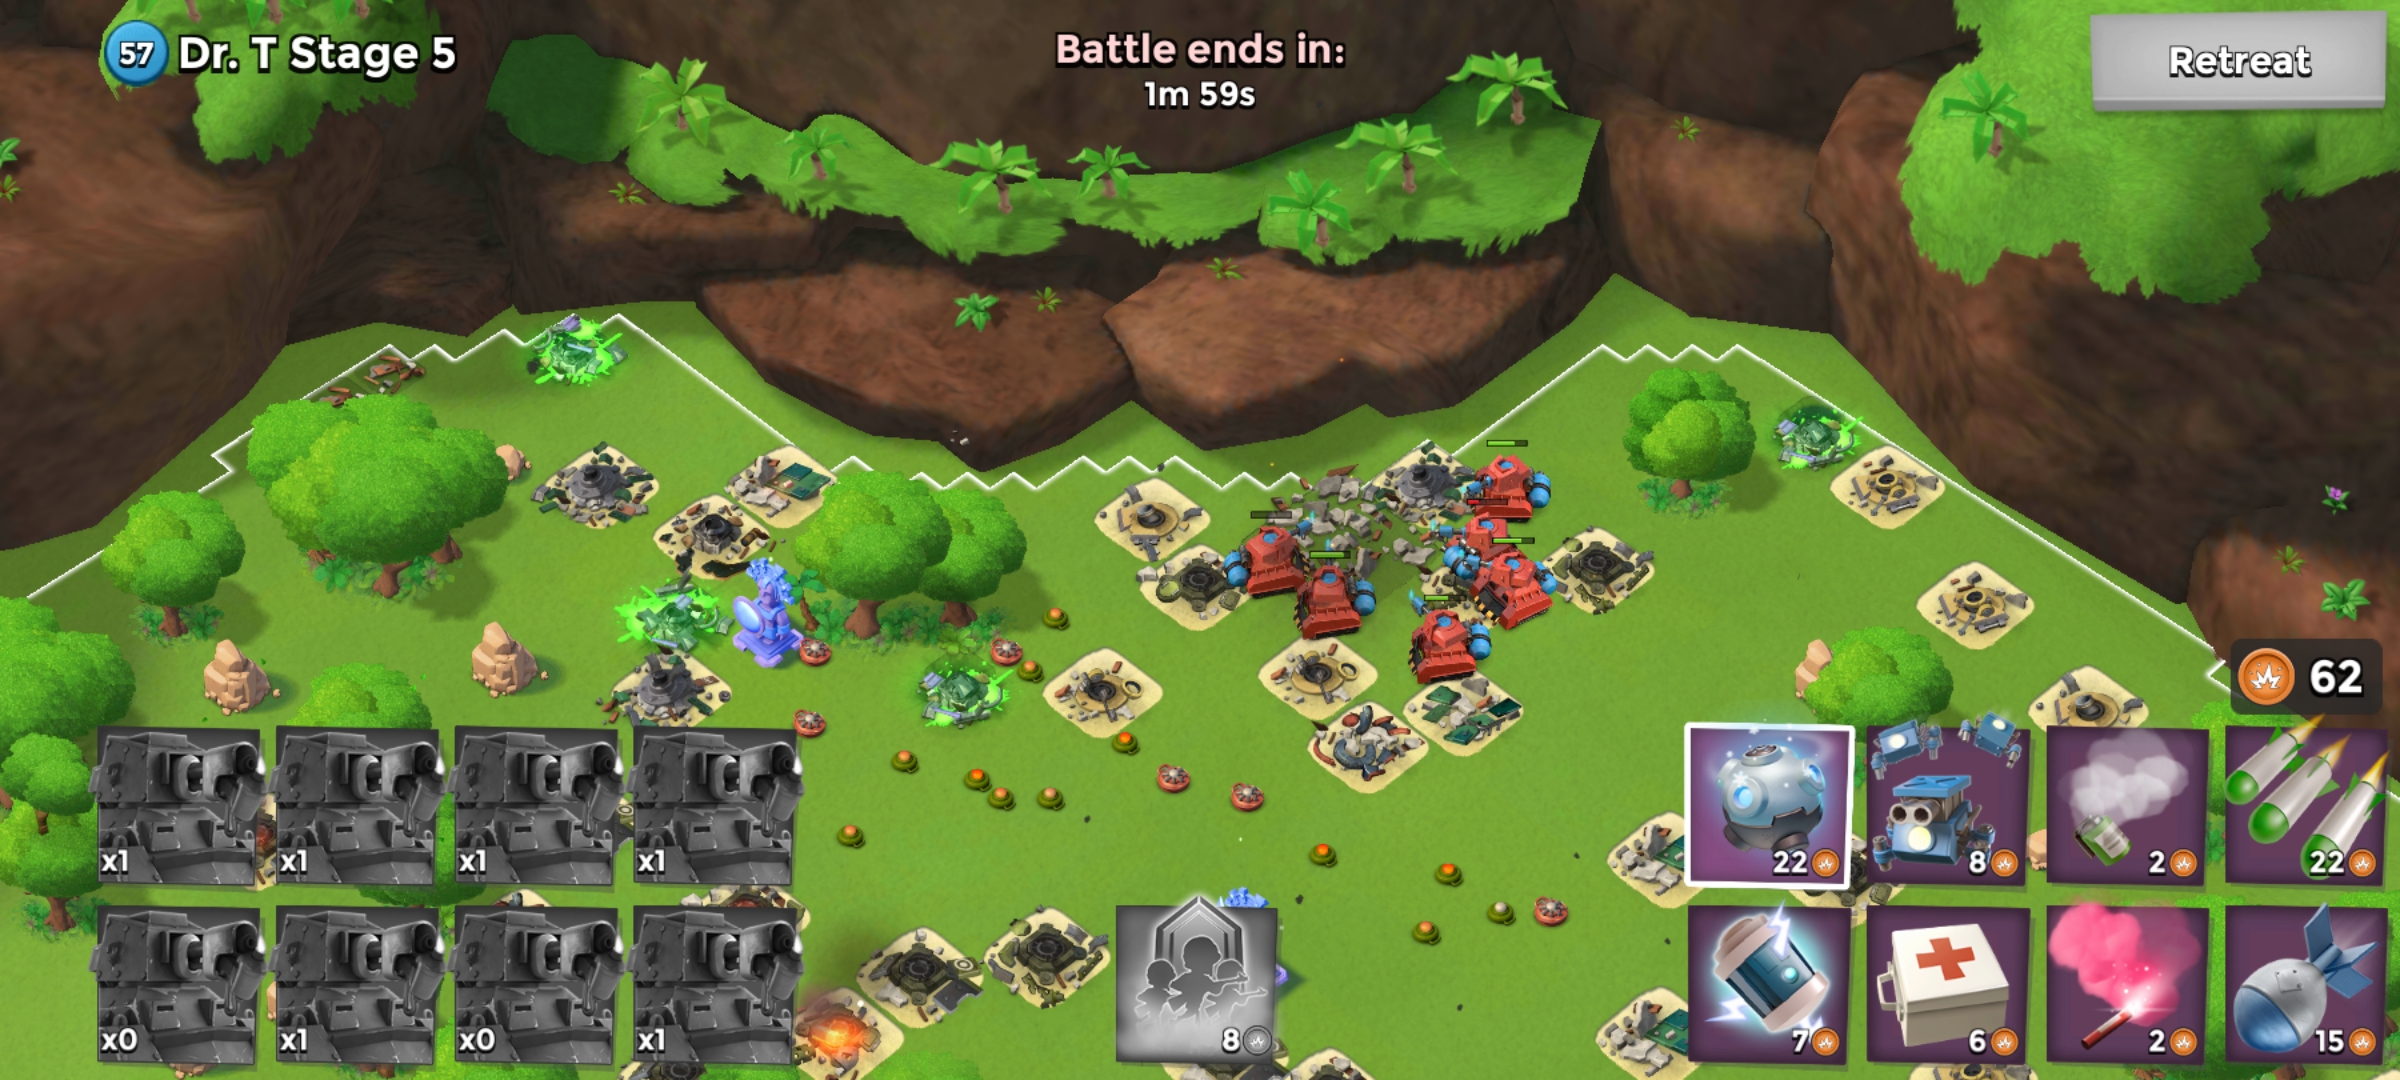 57 Dr. T Stage 5
Battle ends in:
1m 59s
Retreat
62
x1 x1 x1 x1
22 8 2 22
x0 x1 x0 x1
8
7 6 2 15